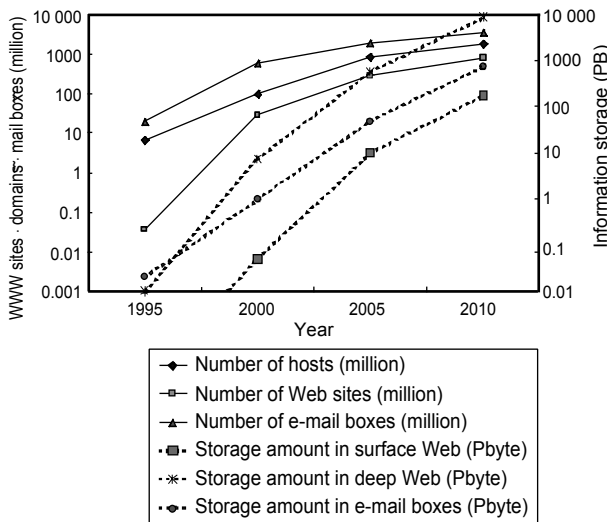 WWW sites · domains · mail boxes (million)
10 000
1000
100
10
1
0.1
0.01
0.001
10 000
1000
100
10
1
0.1
0.01
Information storage (PB)
1995
2000
2005
2010
Year
Number of hosts (million)
Number of Web sites (million)
Number of e-mail boxes (million)
Storage amount in surface Web (Pbyte)
Storage amount in deep Web (Pbyte)
Storage amount in e-mail boxes (Pbyte)